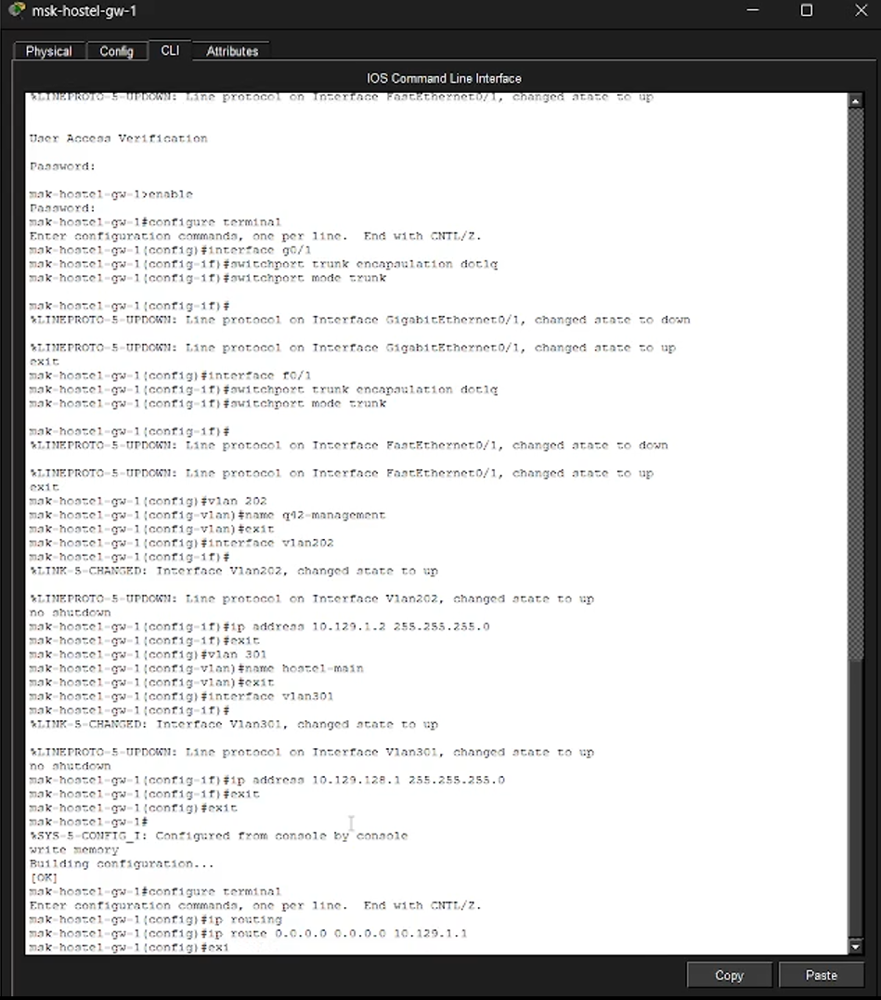 msk-hostel-gw-1
Physical Config CLI Attributes
IOS Command Line Interface
%LINEPROTO-5-UPDOWN: Line protocol on Interface FastEthernet0/1, changed state to up
User Access Verification
Password:
msk-hostel-gw-1>enable
Password:
msk-hostel-gw-1#configure terminal
Enter configuration commands, one per line. End with CNTL/Z.
msk-hostel-gw-1(config)#interface g0/1
msk-hostel-gw-1(config-if)#switchport trunk encapsulation dot1q
msk-hostel-gw-1(config-if)#switchport mode trunk
msk-hostel-gw-1(config-if)#
%LINEPROTO-5-UPDOWN: Line protocol on Interface GigabitEthernet0/1, changed state to down
%LINEPROTO-5-UPDOWN: Line protocol on Interface GigabitEthernet0/1, changed state to up
exit
msk-hostel-gw-1(config)#interface f0/1
msk-hostel-gw-1(config-if)#switchport trunk encapsulation dot1q
msk-hostel-gw-1(config-if)#switchport mode trunk
msk-hostel-gw-1(config-if)#
%LINEPROTO-5-UPDOWN: Line protocol on Interface FastEthernet0/1, changed state to down
%LINEPROTO-5-UPDOWN: Line protocol on Interface FastEthernet0/1, changed state to up
exit
msk-hostel-gw-1(config)#vlan 202
msk-hostel-gw-1(config-vlan)#name q42-management
msk-hostel-gw-1(config-vlan)#exit
msk-hostel-gw-1(config)#interface vlan202
msk-hostel-gw-1(config-if)#
%LINK-5-CHANGED: Interface Vlan202, changed state to up
%LINEPROTO-5-UPDOWN: Line protocol on Interface Vlan202, changed state to up
no shutdown
msk-hostel-gw-1(config-if)#ip address 10.129.1.2 255.255.255.0
msk-hostel-gw-1(config-if)#exit
msk-hostel-gw-1(config)#vlan 301
msk-hostel-gw-1(config-vlan)#name hostel-main
msk-hostel-gw-1(config-vlan)#exit
msk-hostel-gw-1(config)#interface vlan301
msk-hostel-gw-1(config-if)#
%LINK-5-CHANGED: Interface Vlan301, changed state to up
%LINEPROTO-5-UPDOWN: Line protocol on Interface Vlan301, changed state to up
no shutdown
msk-hostel-gw-1(config-if)#ip address 10.129.128.1 255.255.255.0
msk-hostel-gw-1(config-if)#exit
msk-hostel-gw-1(config)#exit
msk-hostel-gw-1#
%SYS-5-CONFIG_I: Configured from console by console
write memory
Building configuration...
[OK]
msk-hostel-gw-1#configure terminal
Enter configuration commands, one per line. End with CNTL/Z.
msk-hostel-gw-1(config)#ip routing
msk-hostel-gw-1(config)#ip route 0.0.0.0 0.0.0.0 10.129.1.1
msk-hostel-gw-1(config)#exi
Copy Paste